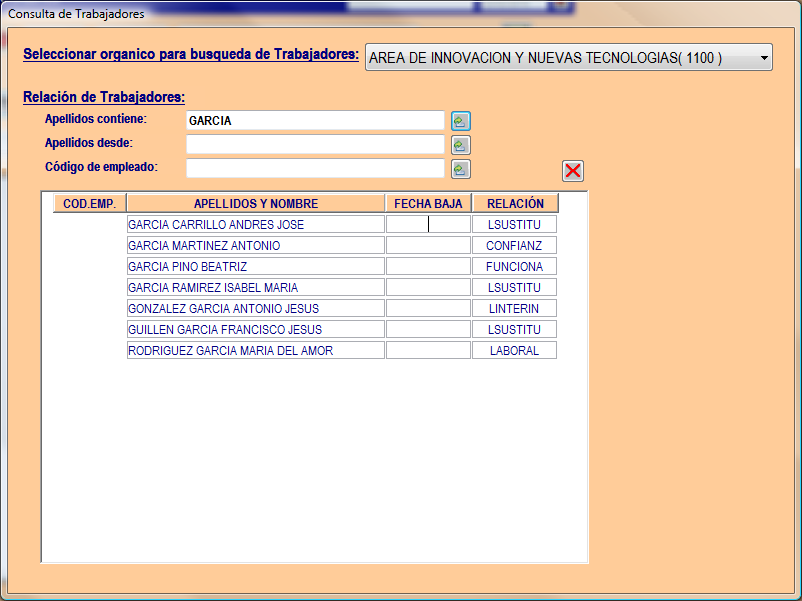 Consulta de Trabajadores
Seleccionar organico para busqueda de Trabajadores: AREA DE INNOVACION Y NUEVAS TECNOLOGIAS( 1100 )
Relación de Trabajadores:
Apellidos contiene: GARCIA
Apellidos desde:
Código de empleado:
COD.EMP. APELLIDOS Y NOMBRE FECHA BAJA RELACIÓN
GARCIA CARRILLO ANDRES JOSE LSUSTITU
GARCIA MARTINEZ ANTONIO CONFIANZ
GARCIA PINO BEATRIZ FUNCIONA
GARCIA RAMIREZ ISABEL MARIA LSUSTITU
GONZALEZ GARCIA ANTONIO JESUS LINTERIN
GUILLEN GARCIA FRANCISCO JESUS LSUSTITU
RODRIGUEZ GARCIA MARIA DEL AMOR LABORAL